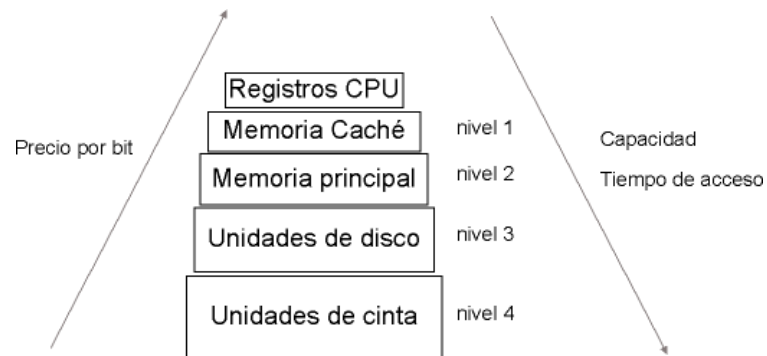 Registros CPU
Memoria Caché
nivel 1
Precio por bit
Capacidad
Memoria principal
nivel 2
Tiempo de acceso
Unidades de disco
nivel 3
Unidades de cinta
nivel 4